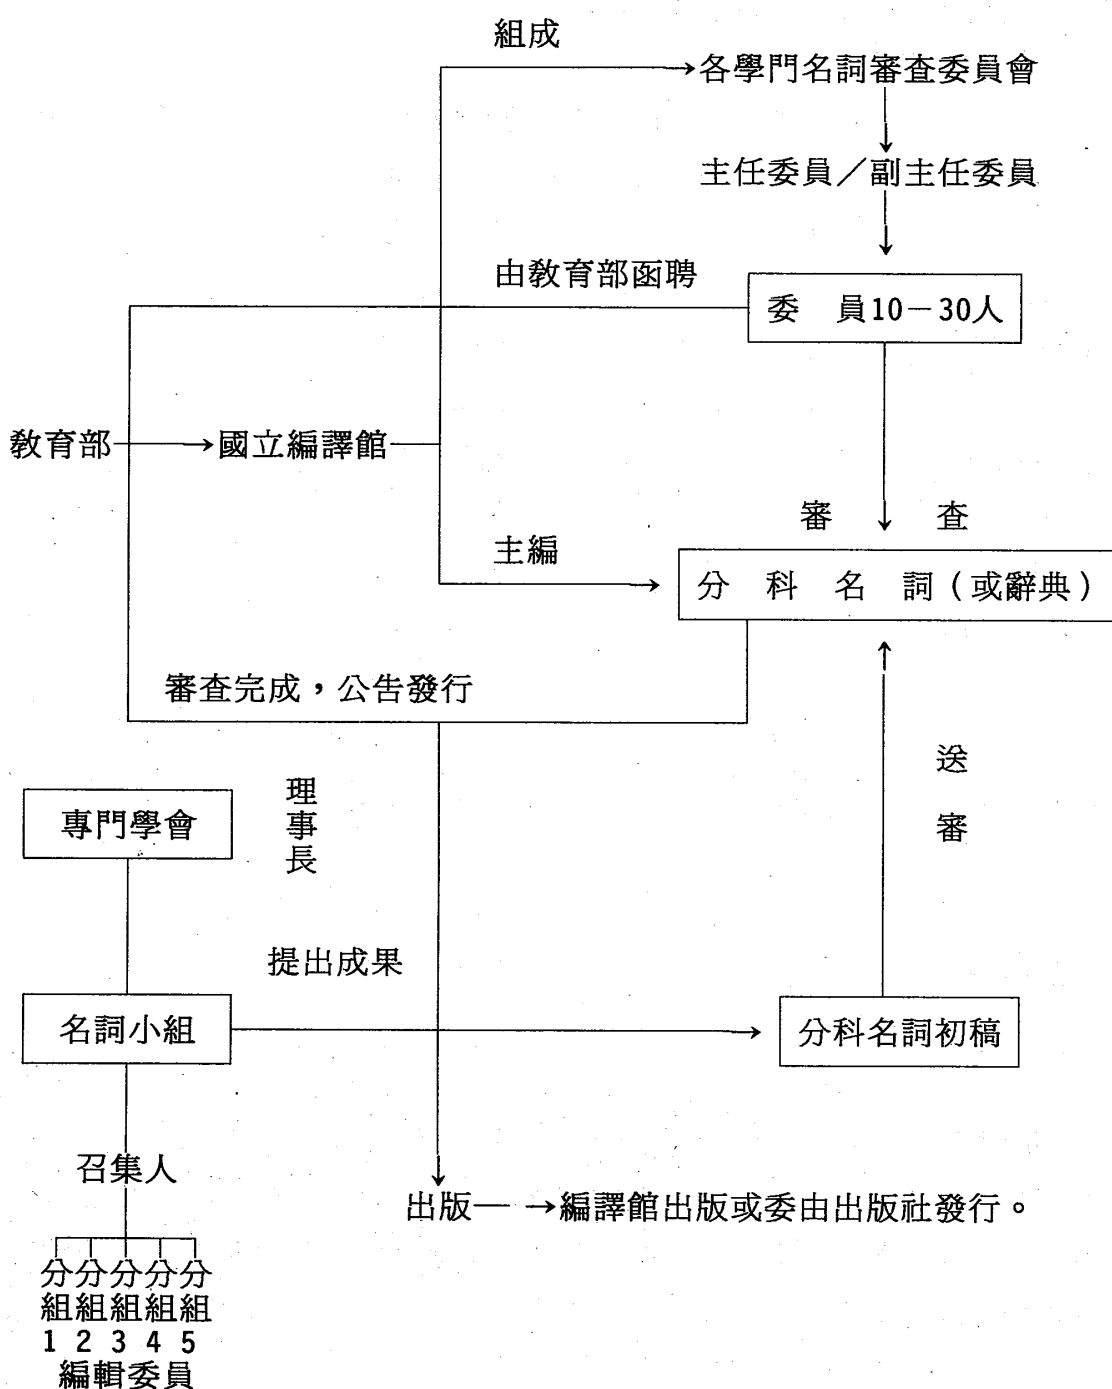 組成
各學門名詞審查委員會
主任委員／副主任委員
由教育部函聘
委　員10－30人
教育部
國立編譯館
審　查
主編
分　科　名　詞（或辭典）
審查完成，公告發行
送審
理事長
專門學會
提出成果
名詞小組
分科名詞初稿
召集人
出版— →編譯館出版或委由出版社發行。
分分分分分
組組組組組
1 2 3 4 5
編輯委員